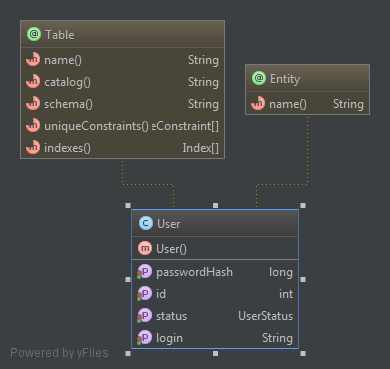 Table
name() String
catalog() String
schema() String
uniqueConstraints() eConstraint[]
indexes() Index[]
Entity
name() String
User
User()
passwordHash long
id int
status UserStatus
login String
Powered by yFiles